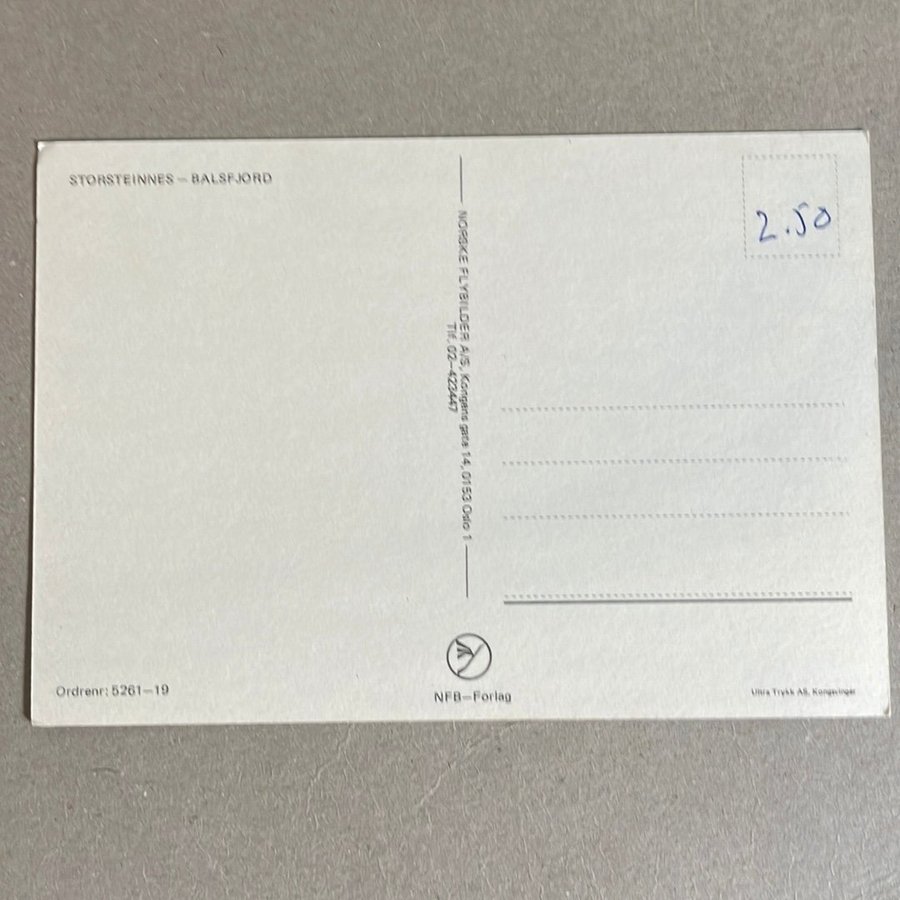 STORSTEINNES – BALSFJORD
2.50
NORSKE FLYBILDER A/S, Kongens gate 14, 0153 Oslo 1
Tlf. 02–423447
Ordrenr: 5261–19
NFB–Forlag
Ultra Trykk AS, Kongsvinger